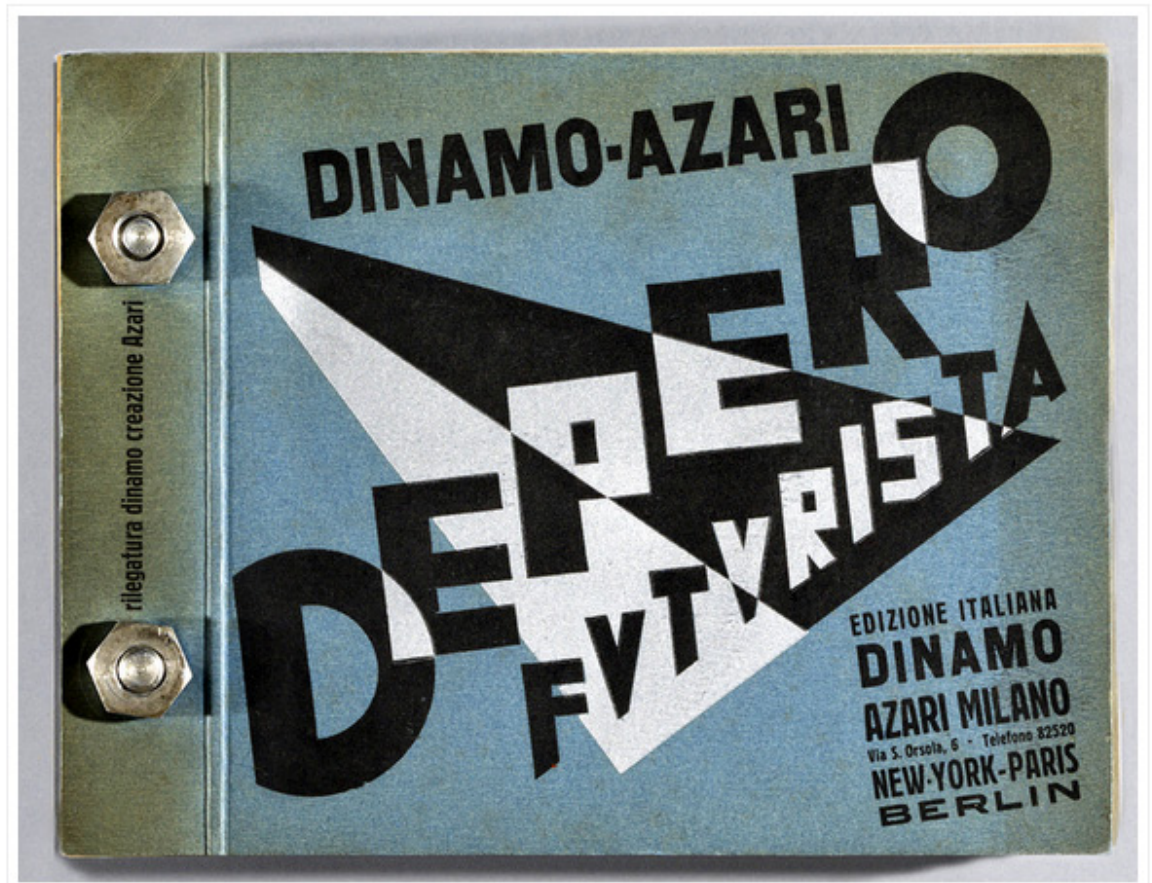 DINAMO-AZARI
DEPERO
FVTVRISTA
rilegatura dinamo creazione Azari
EDIZIONE ITALIANA
DINAMO
AZARI MILANO
Via S. Orsola, 6 - Telefono 82520
NEW-YORK-PARIS
BERLIN